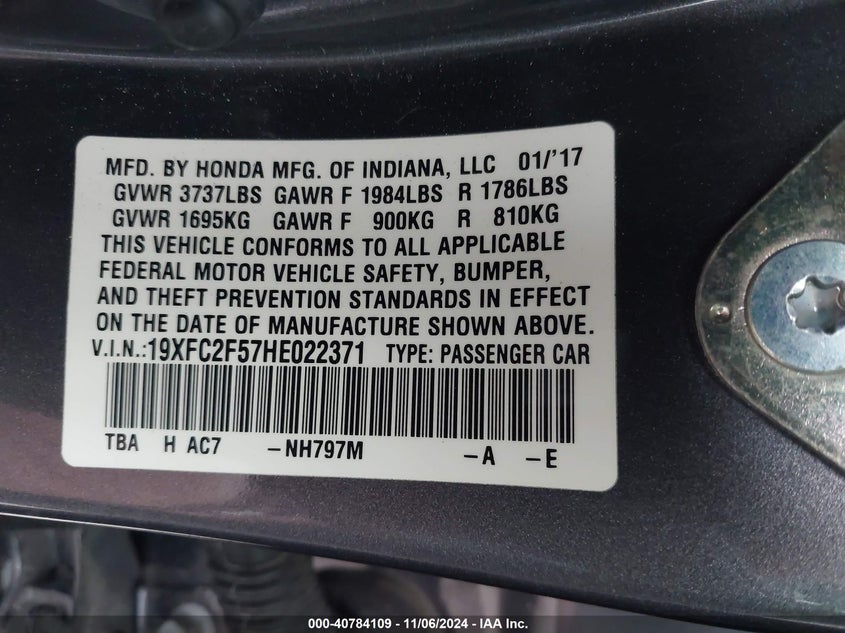 MFD. BY HONDA MFG. OF INDIANA, LLC 01/'17
GVWR 3737LBS GAWR F 1984LBS R 1786LBS
GVWR 1695KG GAWR F 900KG R 810KG
THIS VEHICLE CONFORMS TO ALL APPLICABLE
FEDERAL MOTOR VEHICLE SAFETY, BUMPER,
AND THEFT PREVENTION STANDARDS IN EFFECT
ON THE DATE OF MANUFACTURE SHOWN ABOVE.
V.I.N.:19XFC2F57HE022371 TYPE: PASSENGER CAR
TBA H AC7 -NH797M -A -E
000-40784109 - 11/06/2024 - IAA Inc.